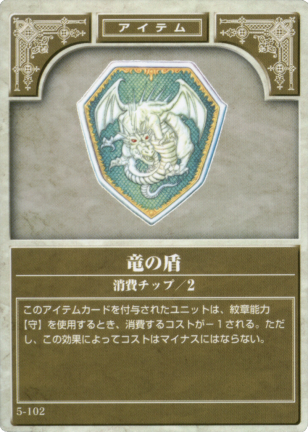 アイテム
竜の盾
消費チップ／2
このアイテムカードを付与されたユニットは、紋章能力
【守】を使用するとき、消費するコストが－1される。ただ
し、この効果によってコストはマイナスにはならない。
5-102